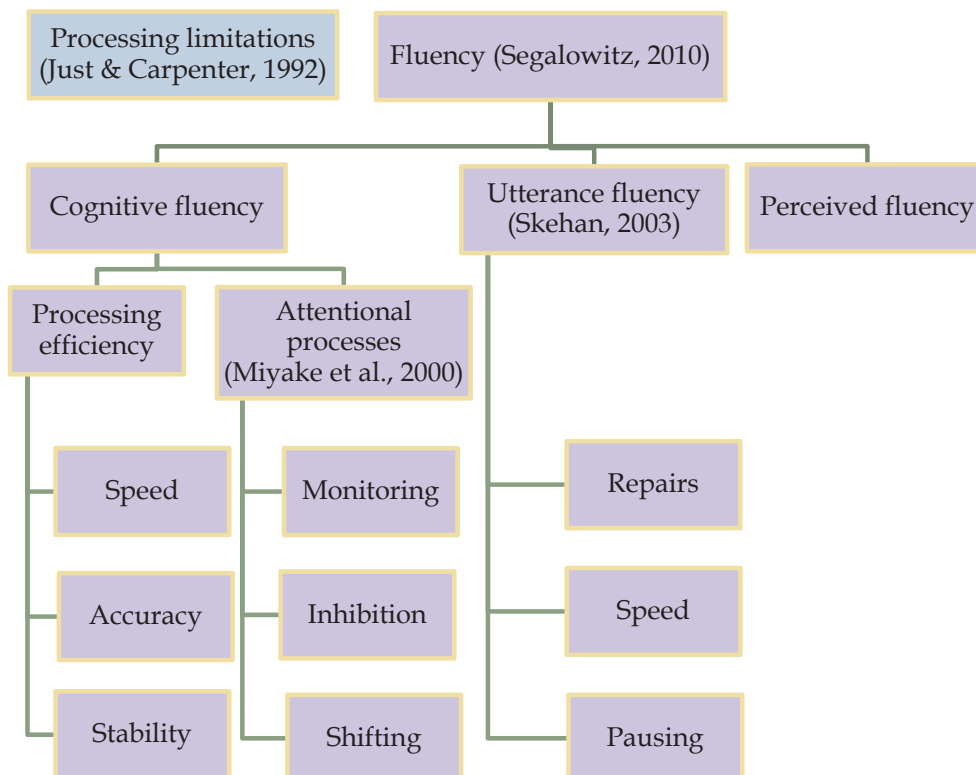 Processing limitations
(Just & Carpenter, 1992)
Fluency (Segalowitz, 2010)
Cognitive fluency
Utterance fluency
(Skehan, 2003)
Perceived fluency
Processing
efficiency
Attentional
processes
(Miyake et al., 2000)
Speed
Monitoring
Repairs
Accuracy
Inhibition
Speed
Stability
Shifting
Pausing